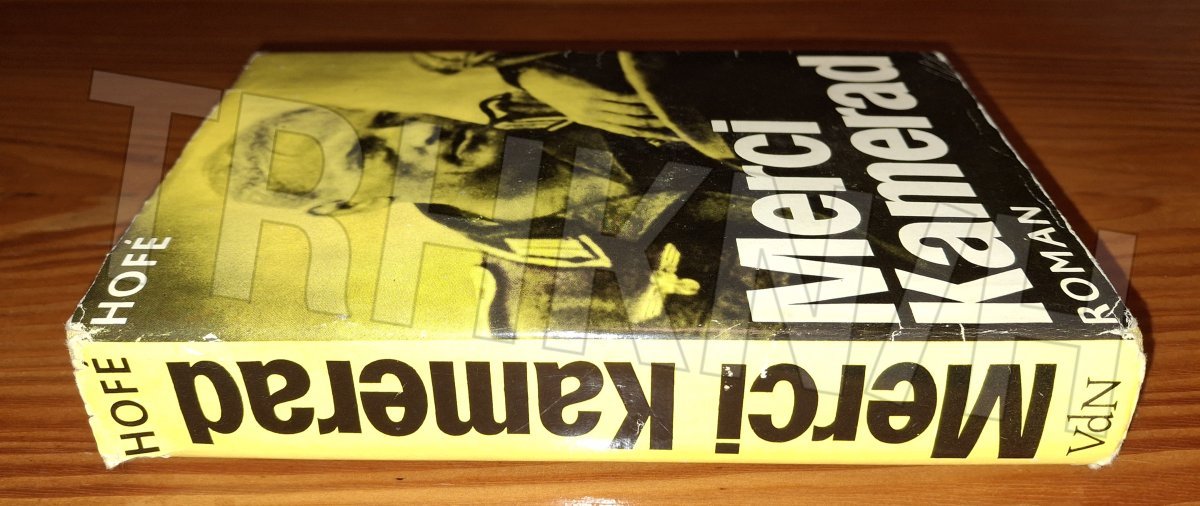 HOFÉ
Merci
Kamerad
ROMAN
HOFÉ
Merci Kamerad
VdN